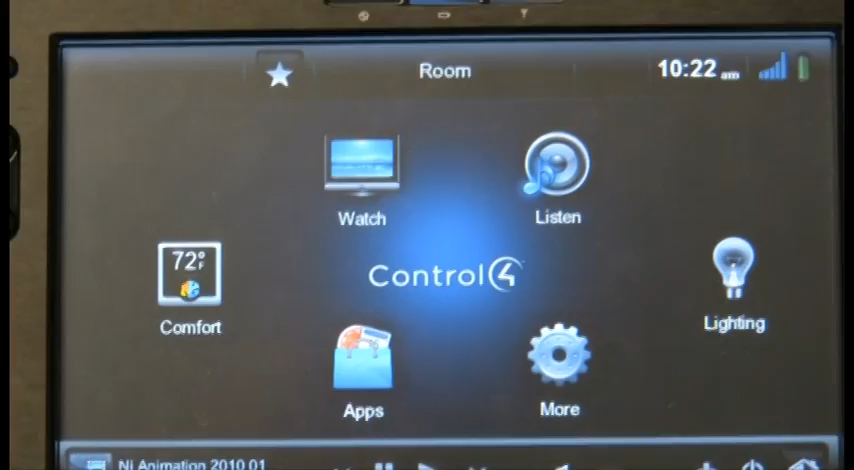 Room
10:22 am
Watch
Listen
72°F
Control4
Comfort
Lighting
Apps
More
Ni Animation 2010 01